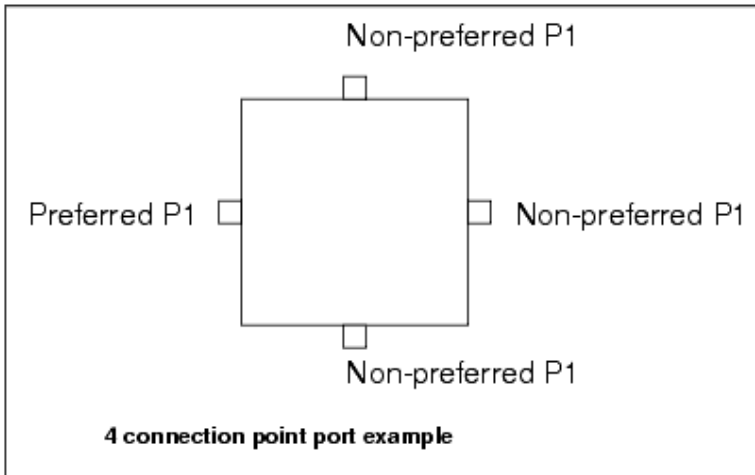 Non-preferred P1
Preferred P1
Non-preferred P1
Non-preferred P1
4 connection point port example